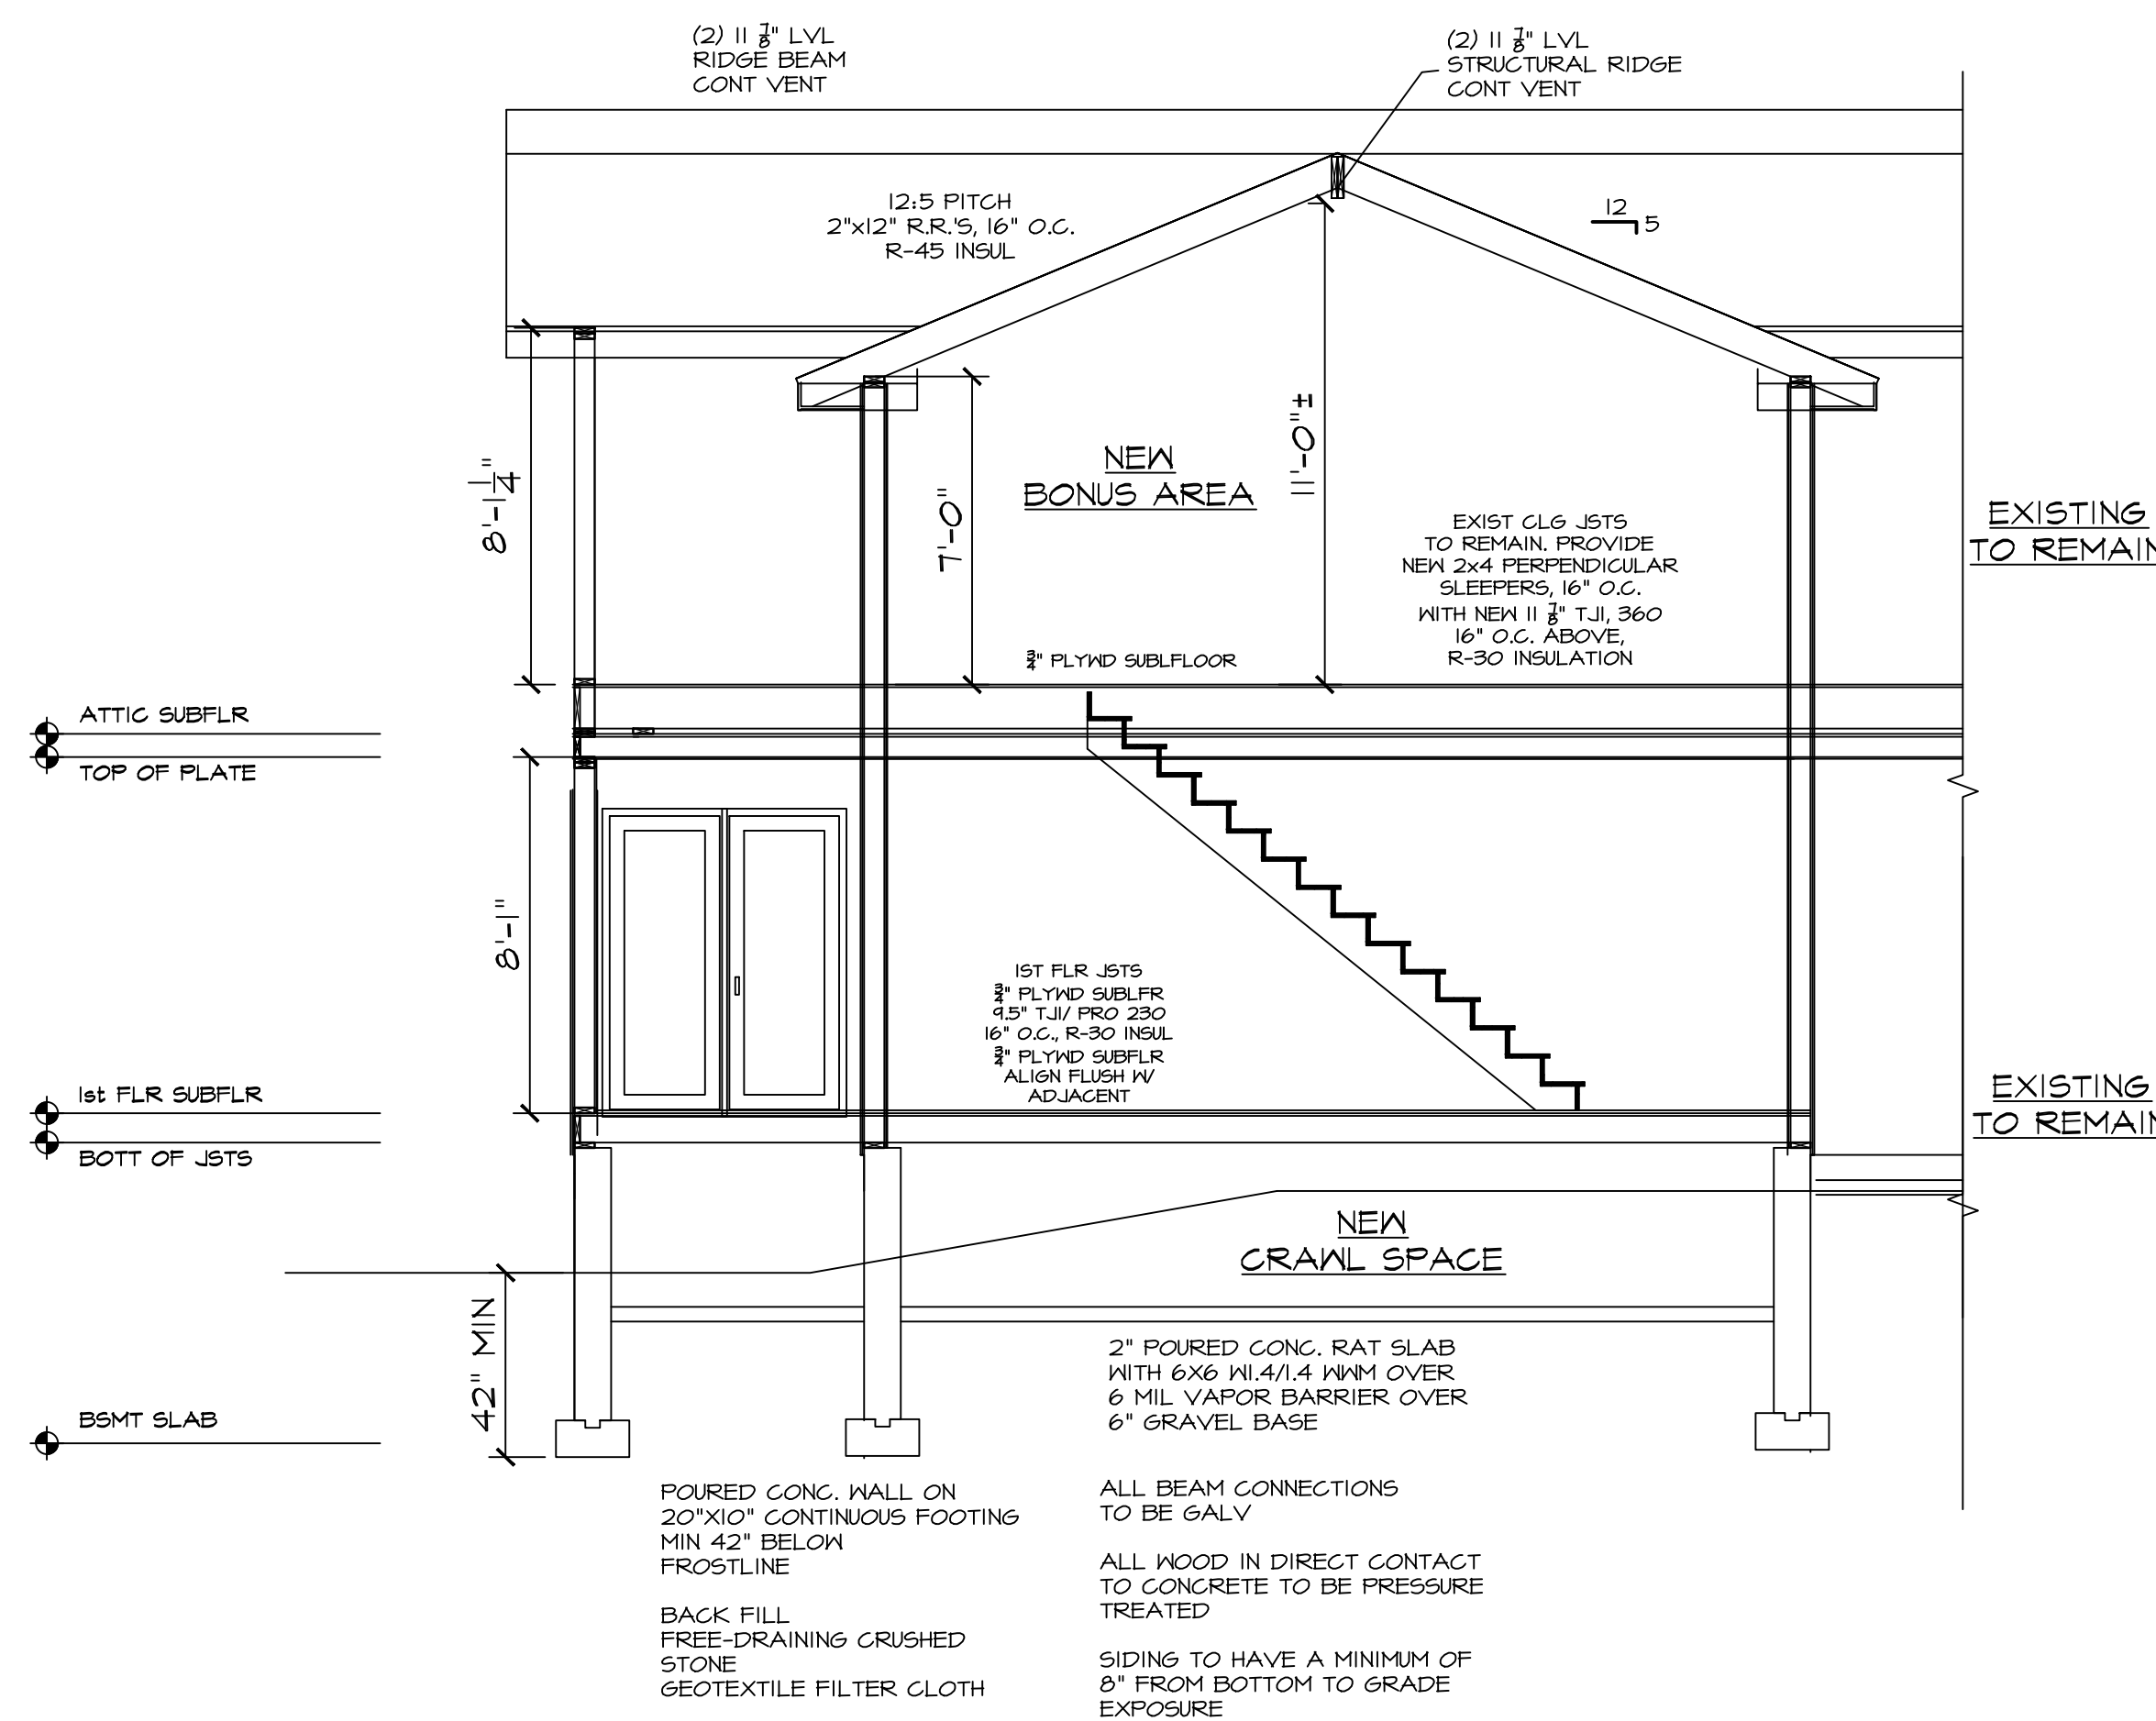 (2) 11 7/8" LVL
RIDGE BEAM
CONT VENT
(2) 11 7/8" LVL
STRUCTURAL RIDGE
CONT VENT
12:5 PITCH
2"x12" R.R.'S, 16" O.C.
R-45 INSUL
12
5
8'-1 1/4"
7'-0"
11'-0"±
NEW
BONUS AREA
EXIST CLG JSTS
TO REMAIN. PROVIDE
NEW 2x4 PERPENDICULAR
SLEEPERS, 16" O.C.
WITH NEW 11 7/8" TJI, 360
16" O.C. ABOVE,
R-30 INSULATION
EXISTING
TO REMAIN
3/4" PLYWD SUBLFLOOR
ATTIC SUBFLR
TOP OF PLATE
8'-1"
1ST FLR JSTS
3/4" PLYWD SUBLFR
9.5" TJI/ PRO 230
16" O.C., R-30 INSUL
3/4" PLYWD SUBFLR
ALIGN FLUSH W/
ADJACENT
1st FLR SUBFLR
BOTT OF JSTS
EXISTING
TO REMAIN
NEW
CRAWL SPACE
42" MIN
2" POURED CONC. RAT SLAB
WITH 6X6 W1.4/1.4 WWM OVER
6 MIL VAPOR BARRIER OVER
6" GRAVEL BASE
BSMT SLAB
POURED CONC. WALL ON
20"X10" CONTINUOUS FOOTING
MIN 42" BELOW
FROSTLINE
BACK FILL
FREE-DRAINING CRUSHED
STONE
GEOTEXTILE FILTER CLOTH
ALL BEAM CONNECTIONS
TO BE GALV
ALL WOOD IN DIRECT CONTACT
TO CONCRETE TO BE PRESSURE
TREATED
SIDING TO HAVE A MINIMUM OF
8" FROM BOTTOM TO GRADE
EXPOSURE